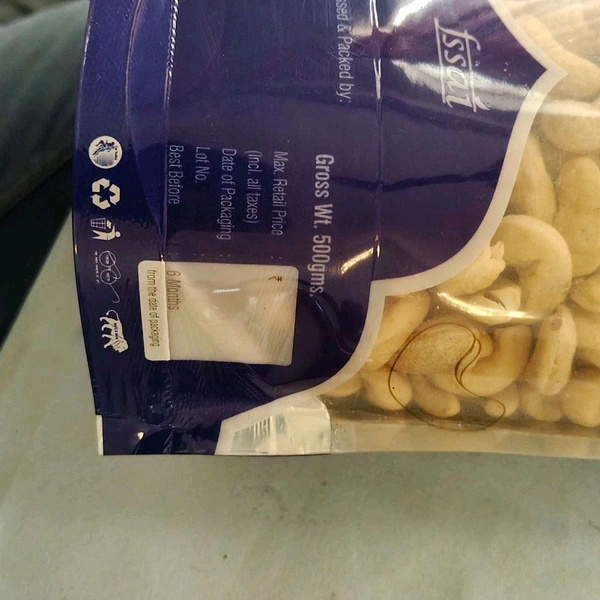 fssai
ssed & Packed by:
Gross Wt. 500gms
Max. Retail Price
(Incl. all taxes)
Date of Packaging
Lot No.
Best Before
₹
6 Months
from the date of packaging